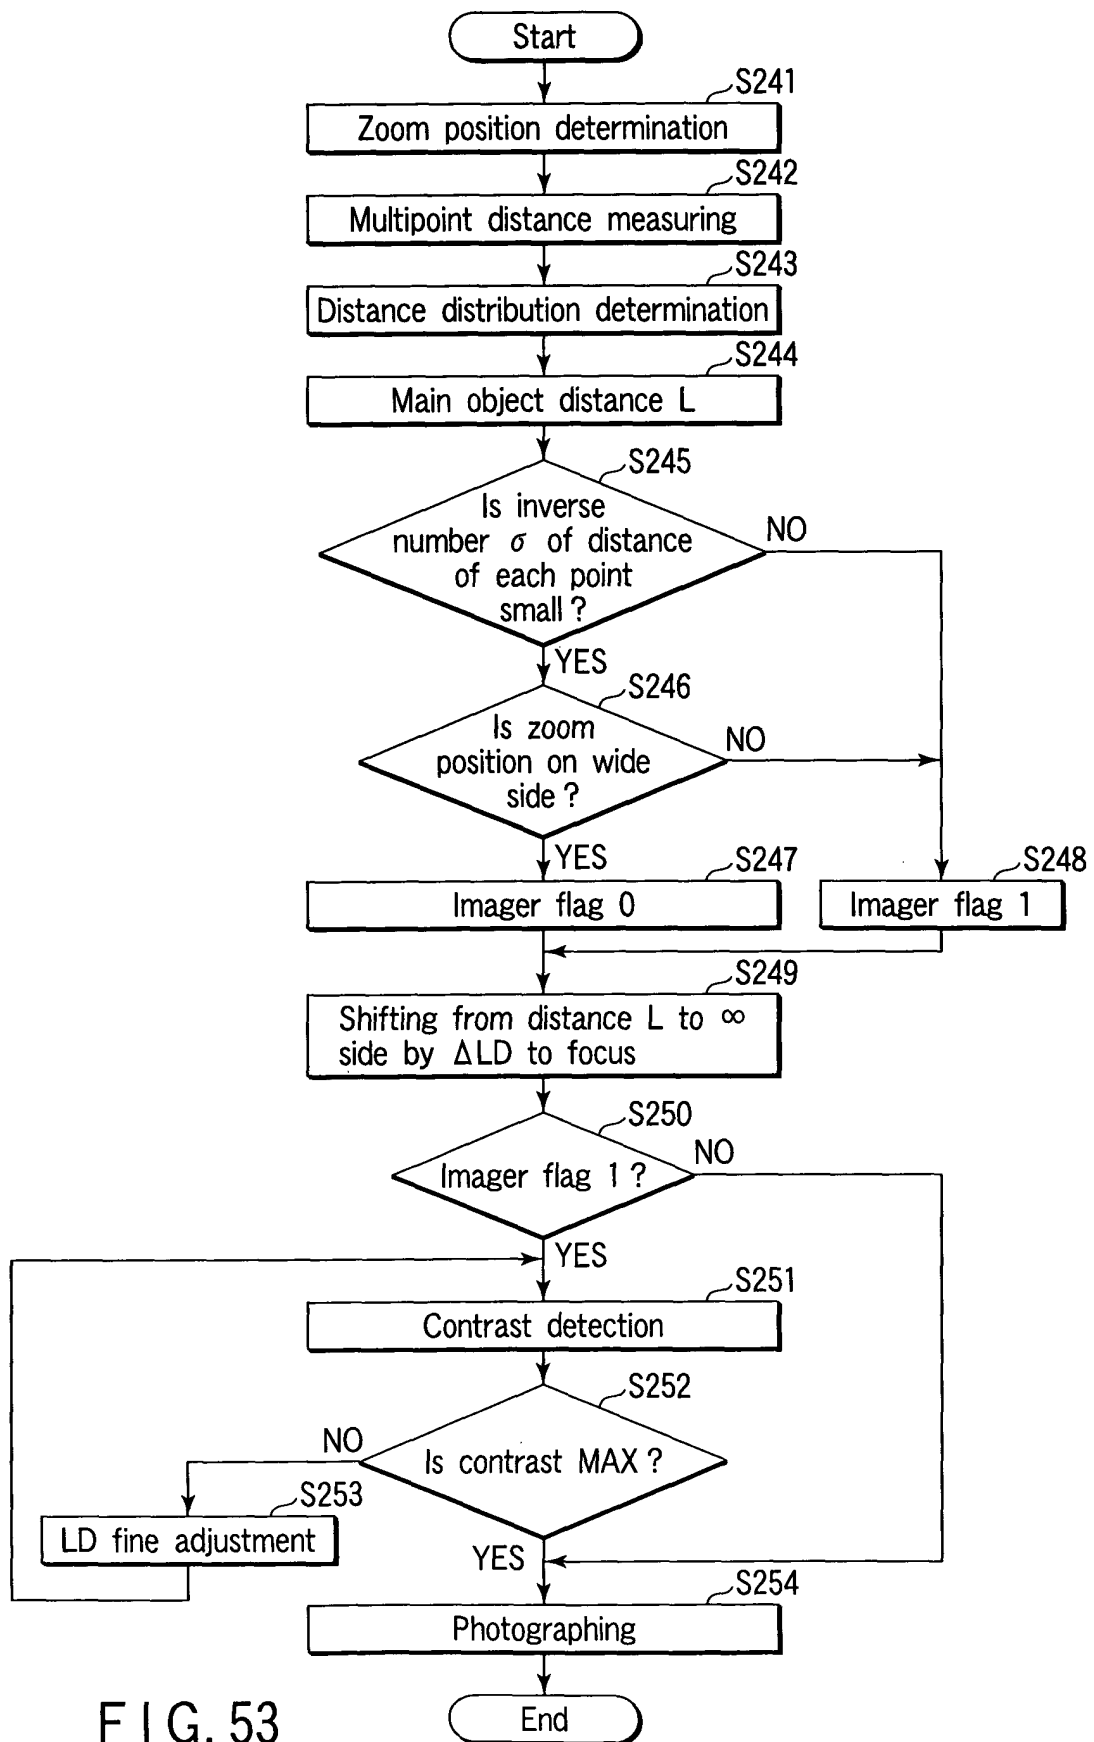 Start
S241
Zoom position determination
S242
Multipoint distance measuring
S243
Distance distribution determination
S244
Main object distance L
S245
Is inverse
number σ of distance
of each point
small ?
NO
YES
S246
Is zoom
position on wide
side ?
NO
YES
S247
Imager flag 0
S248
Imager flag 1
S249
Shifting from distance L to ∞
side by ΔLD to focus
S250
Imager flag 1 ?
NO
YES
S251
Contrast detection
S252
Is contrast MAX ?
NO
S253
LD fine adjustment
YES
S254
Photographing
End
FIG. 53